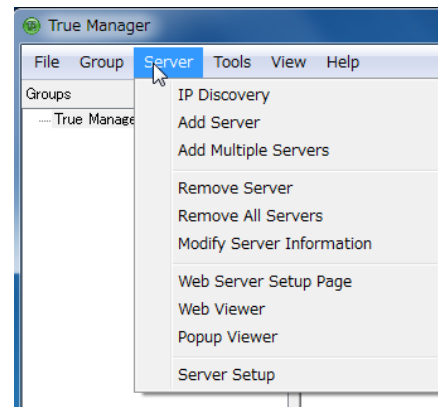 True Manager
File Group Server Tools View Help
Groups
True Manage
IP Discovery
Add Server
Add Multiple Servers
Remove Server
Remove All Servers
Modify Server Information
Web Server Setup Page
Web Viewer
Popup Viewer
Server Setup